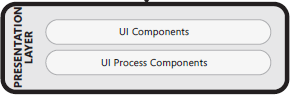 PRESENTATION
LAYER
UI Components
UI Process Components